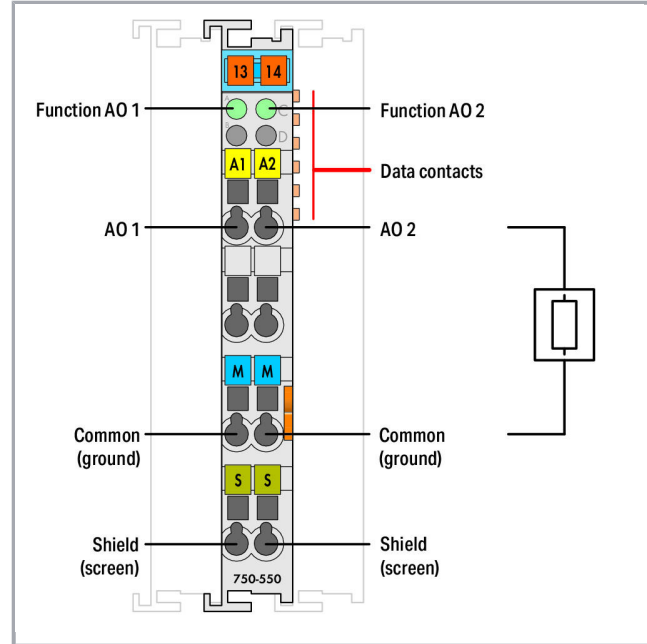 13 14
Function AO 1
A
C
Function AO 2
B
D
A1 A2
Data contacts
AO 1
AO 2
M M
Common
(ground)
Common
(ground)
S S
Shield
(screen)
Shield
(screen)
750-550